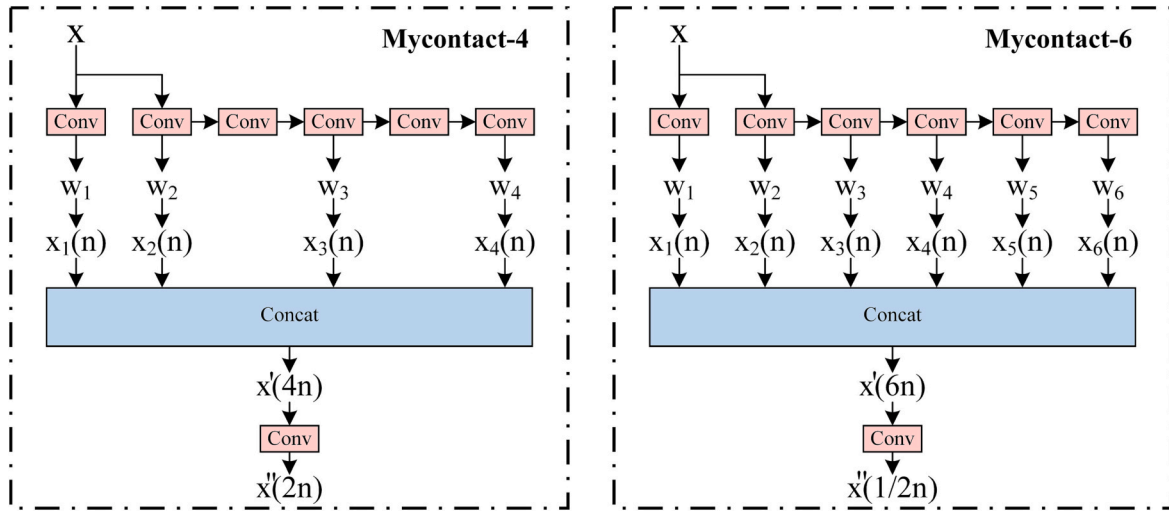 X
Mycontact-4
Conv Conv Conv Conv Conv Conv
w₁ w₂ w₃ w₄
x₁(n) x₂(n) x₃(n) x₄(n)
Concat
x'(4n)
Conv
x''(2n)
X
Mycontact-6
Conv Conv Conv Conv Conv Conv
w₁ w₂ w₃ w₄ w₅ w₆
x₁(n) x₂(n) x₃(n) x₄(n) x₅(n) x₆(n)
Concat
x'(6n)
Conv
x''(1/2n)